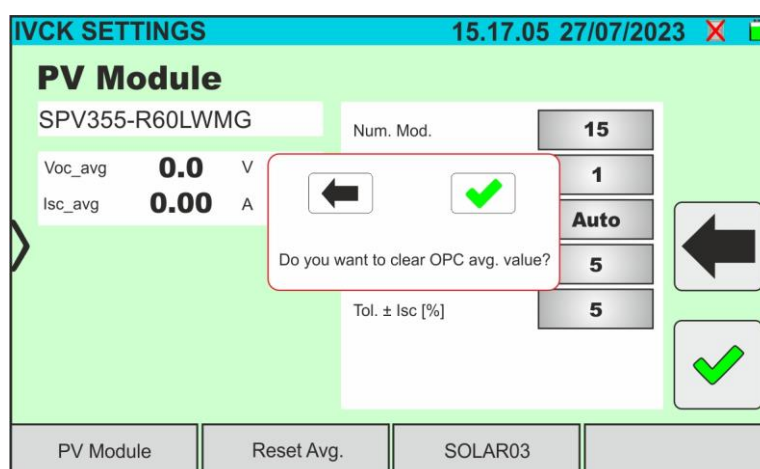 IVCK SETTINGS 15.17.05 27/07/2023
PV Module
SPV355-R60LWMG
Num. Mod. 15
Voc_avg 0.0 V
1
Isc_avg 0.00 A
Auto
Do you want to clear OPC avg. value?
5
Tol. ± Isc [%] 5
PV Module Reset Avg. SOLAR03